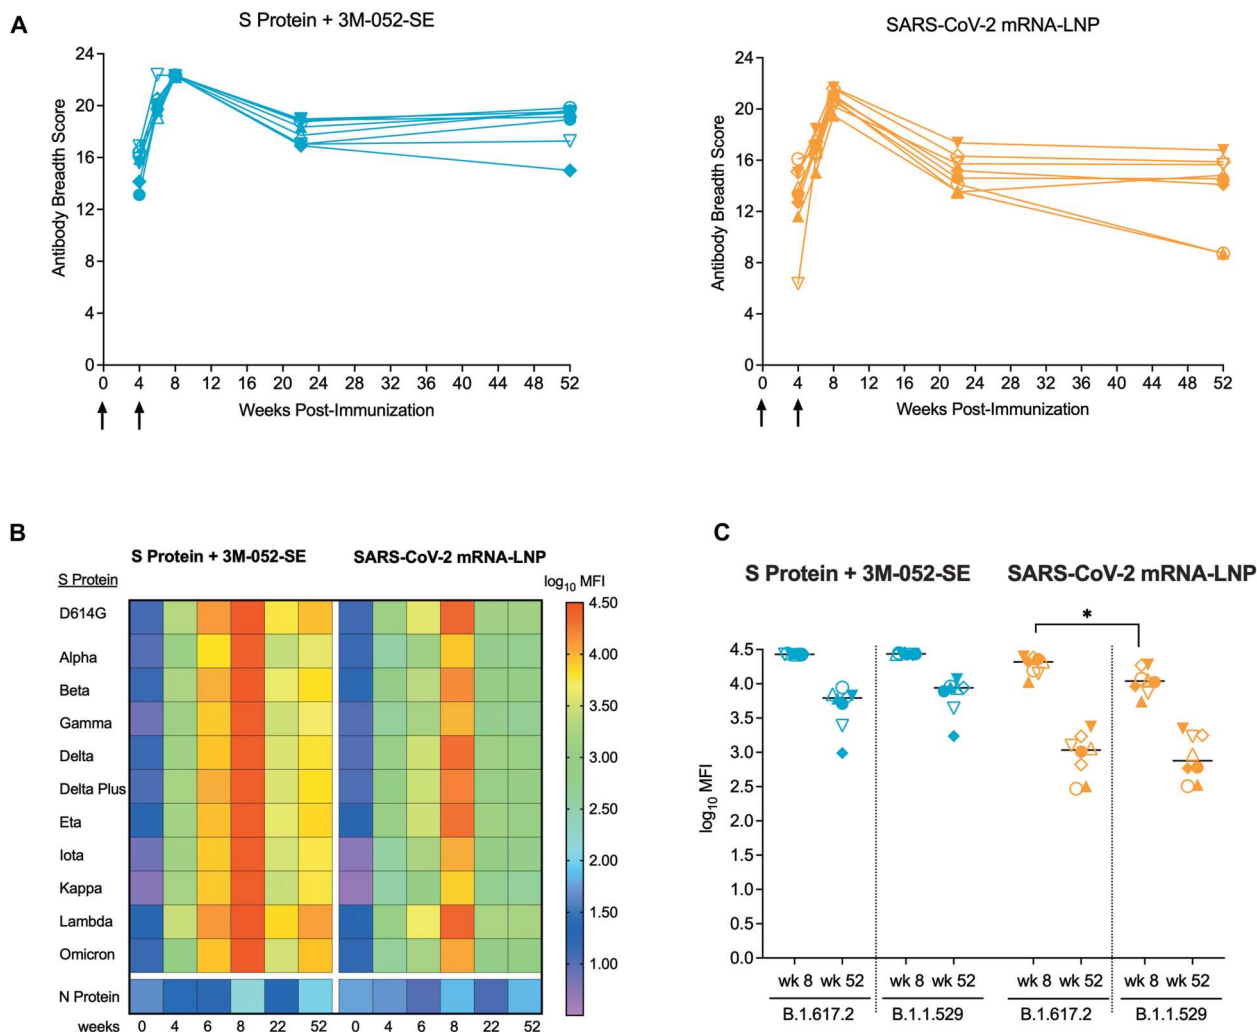 A
S Protein + 3M-052-SE
Antibody Breadth Score
24
20
16
12
8
4
0
0 4 8 12 16 20 24 28 32 36 40 44 48 52
Weeks Post-Immunization
SARS-CoV-2 mRNA-LNP
Antibody Breadth Score
24
20
16
12
8
4
0
0 4 8 12 16 20 24 28 32 36 40 44 48 52
Weeks Post-Immunization
B
S Protein + 3M-052-SE
SARS-CoV-2 mRNA-LNP
S Protein
D614G
Alpha
Beta
Gamma
Delta
Delta Plus
Eta
Iota
Kappa
Lambda
Omicron
N Protein
weeks 0 4 6 8 22 52 0 4 6 8 22 52
log10 MFI
4.50
4.00
3.50
3.00
2.50
2.00
1.50
1.00
C
S Protein + 3M-052-SE
SARS-CoV-2 mRNA-LNP
*
log10 MFI
4.5
4.0
3.5
3.0
2.5
2.0
1.5
1.0
0.5
0.0
wk 8 wk 52 wk 8 wk 52 wk 8 wk 52 wk 8 wk 52
B.1.617.2 B.1.1.529 B.1.617.2 B.1.1.529